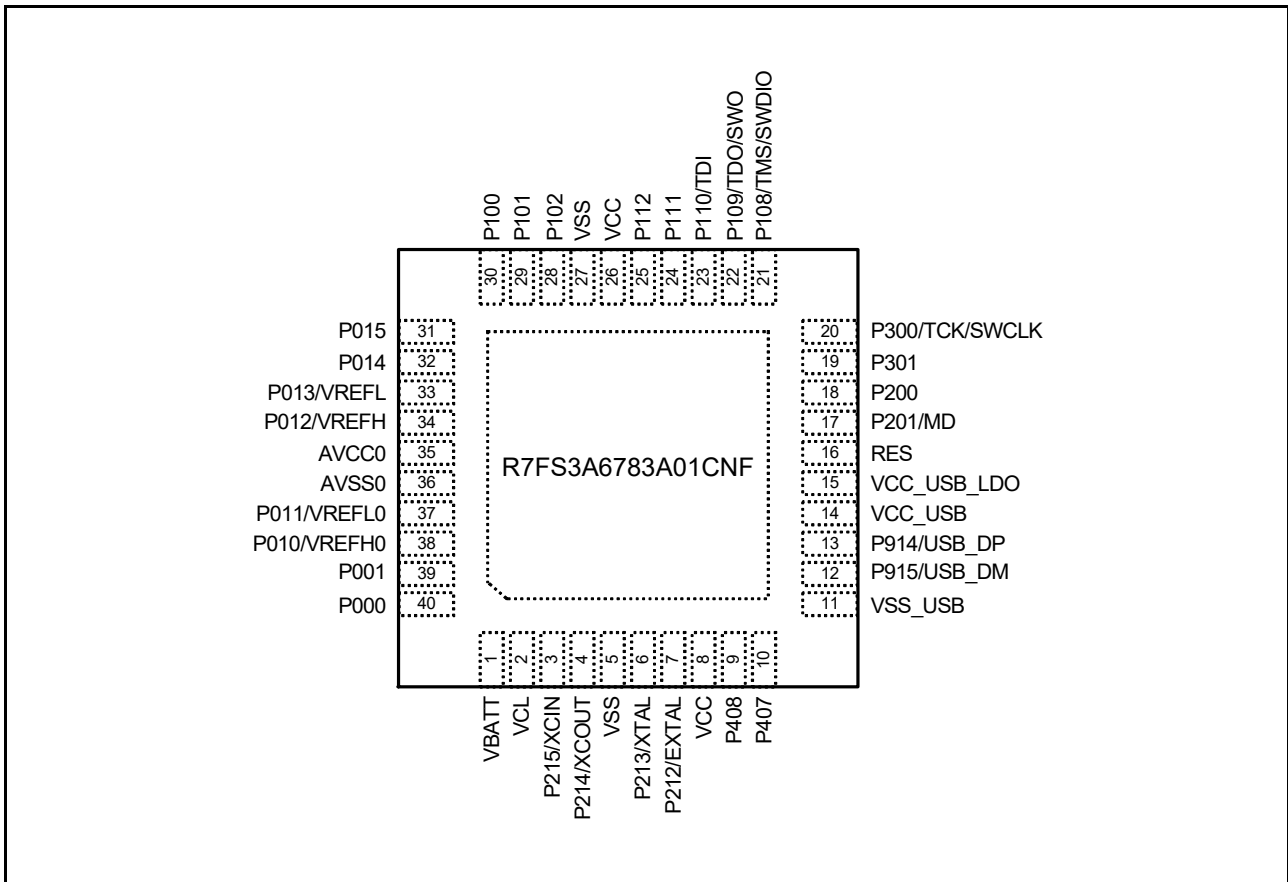 P100
P101
P102
VSS
VCC
P112
P111
P110/TDI
P109/TDO/SWO
P108/TMS/SWDIO
30
29
28
27
26
25
24
23
22
21
P015 31
P014 32
P013/VREFL 33
P012/VREFH 34
AVCC0 35
AVSS0 36
P011/VREFL0 37
P010/VREFH0 38
P001 39
P000 40
R7FS3A6783A01CNF
20 P300/TCK/SWCLK
19 P301
18 P200
17 P201/MD
16 RES
15 VCC_USB_LDO
14 VCC_USB
13 P914/USB_DP
12 P915/USB_DM
11 VSS_USB
1
2
3
4
5
6
7
8
9
10
VBATT
VCL
P215/XCIN
P214/XCOUT
VSS
P213/XTAL
P212/EXTAL
VCC
P408
P407